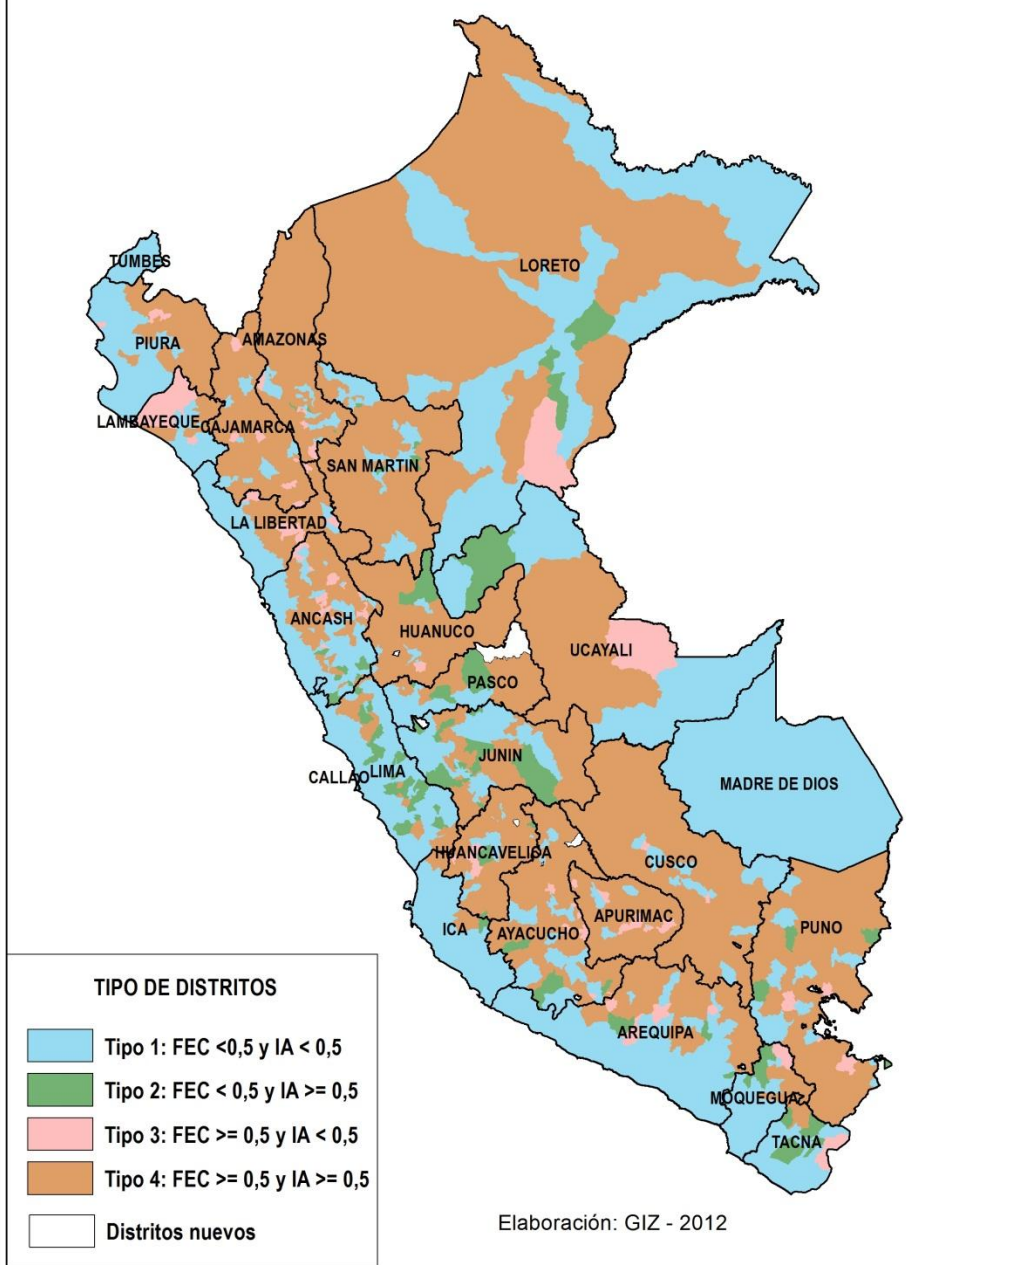 TUMBES
LORETO
PIURA
AMAZONAS
LAMBAYEQUE
CAJAMARCA
SAN MARTIN
LA LIBERTAD
ANCASH
HUANUCO
UCAYALI
PASCO
JUNIN
CALLAO
LIMA
MADRE DE DIOS
HUANCAVELICA
CUSCO
APURIMAC
ICA
AYACUCHO
PUNO
AREQUIPA
MOQUEGUA
TACNA
TIPO DE DISTRITOS
Tipo 1: FEC <0,5 y IA < 0,5
Tipo 2: FEC < 0,5 y IA >= 0,5
Tipo 3: FEC >= 0,5 y IA < 0,5
Tipo 4: FEC >= 0,5 y IA >= 0,5
Distritos nuevos
Elaboración: GIZ - 2012